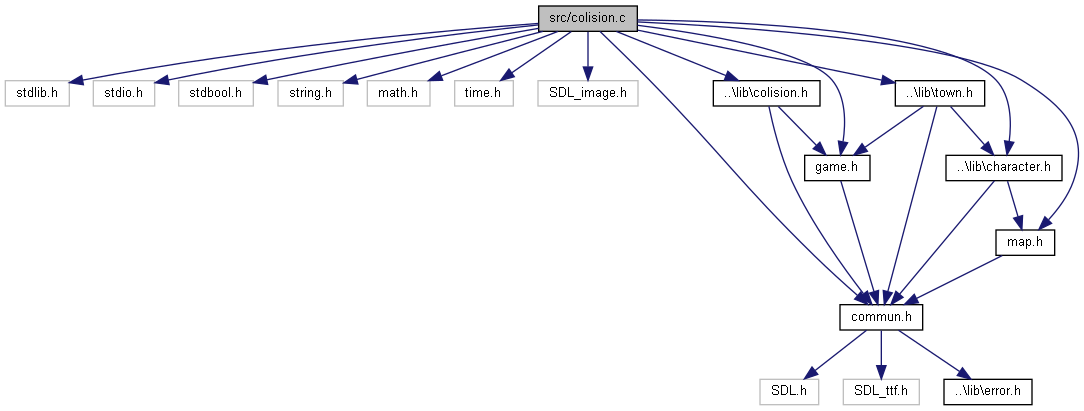 src/colision.c
stdlib.h
stdio.h
stdbool.h
string.h
math.h
time.h
SDL_image.h
..\lib\colision.h
..\lib\town.h
game.h
..\lib\character.h
map.h
commun.h
SDL.h
SDL_ttf.h
..\lib\error.h